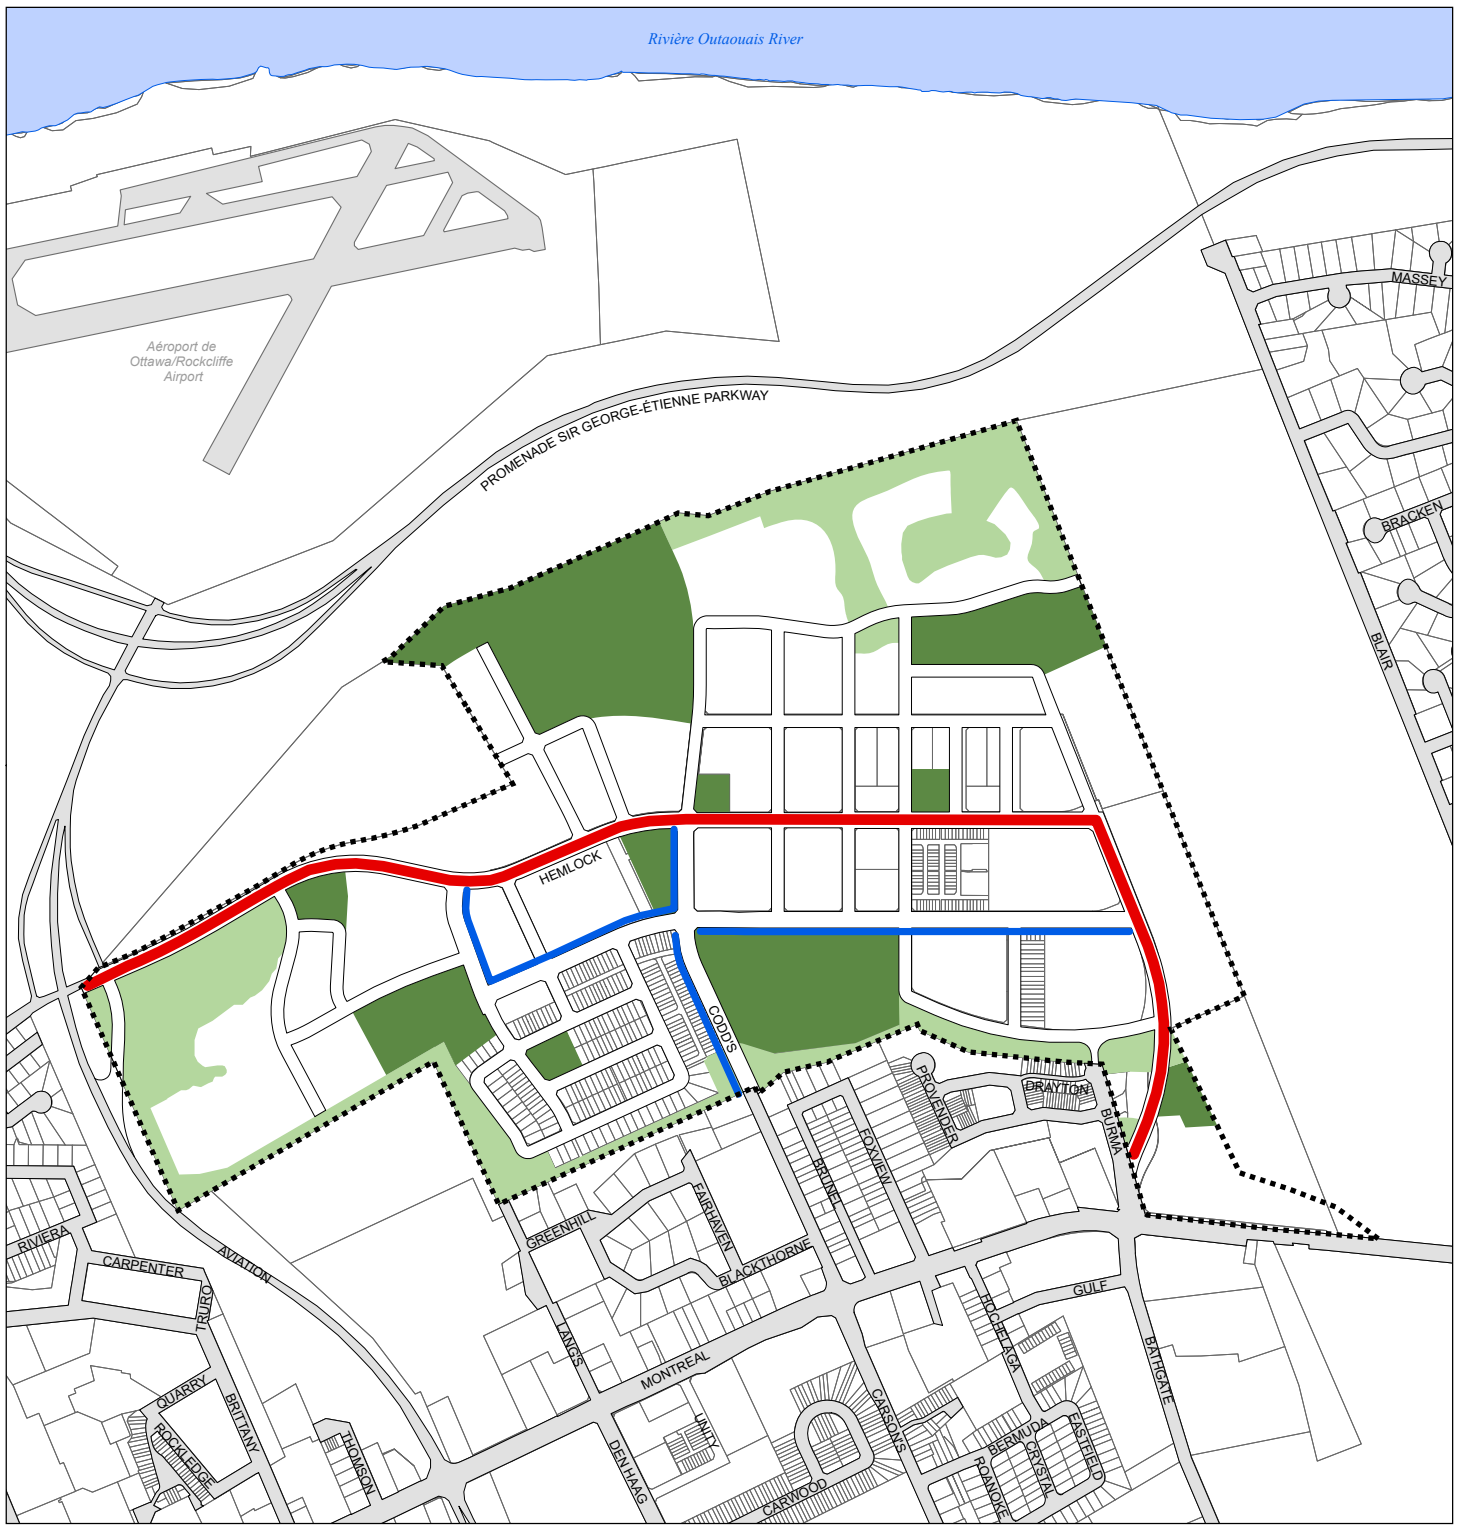 Rivière Outaouais River
MASSEY
Aéroport de
Ottawa/Rockcliffe
Airport
PROMENADE SIR GEORGE-ÉTIENNE PARKWAY
BRACKEN
BLAIR
HEMLOCK
CODD'S
PROVENDER
DRAYTON
BURMA
FOXVIEW
BRUNEL
FAIRHAVEN
GREENHILL
BLACKTHORNE
RIVIERA
CARPENTER
AVIATION
TRURO
GULF
HOCHELAGA
LANG'S
MONTREAL
BATHGATE
QUARRY
BRITTANY
ROCKLEDGE
THOMSON
UNITY
DEN HAAG
CARSON'S
CARWOOD
BERMUDA
EASTFIELD
CRYSTAL
ROANOKE